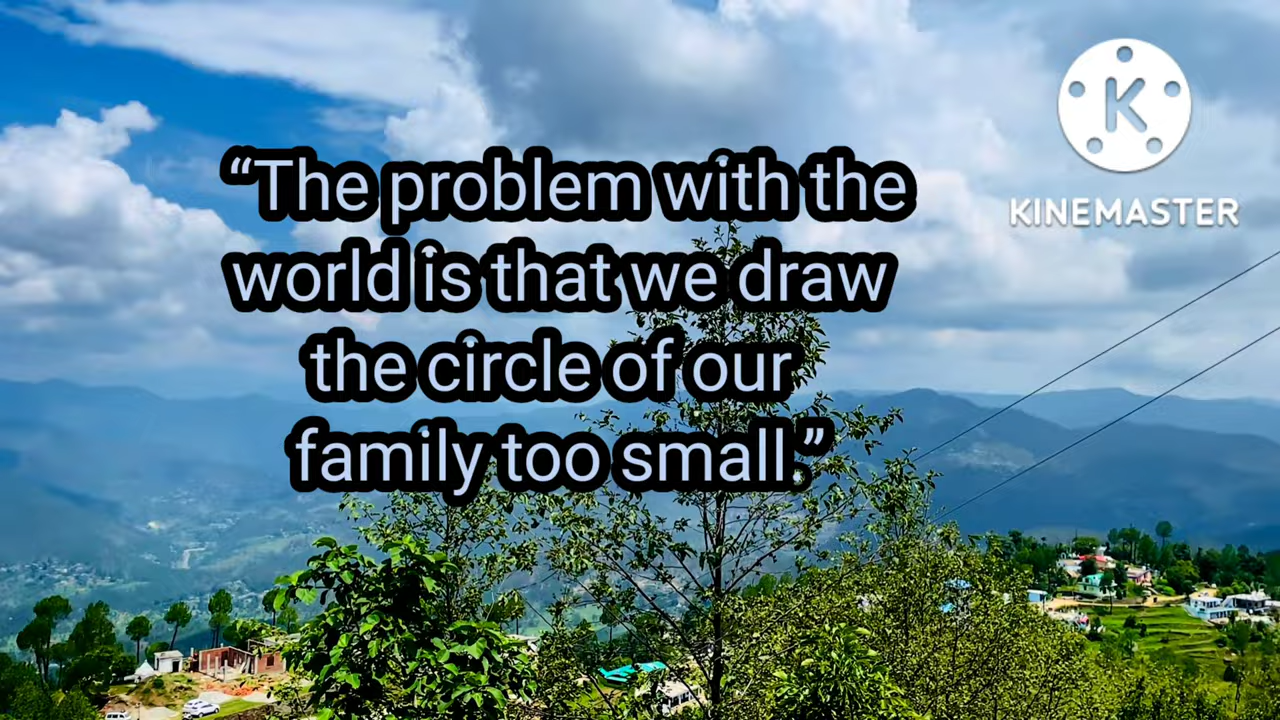 “The problem with the
world is that we draw
the circle of our
family too small.”
K
KINEMASTER